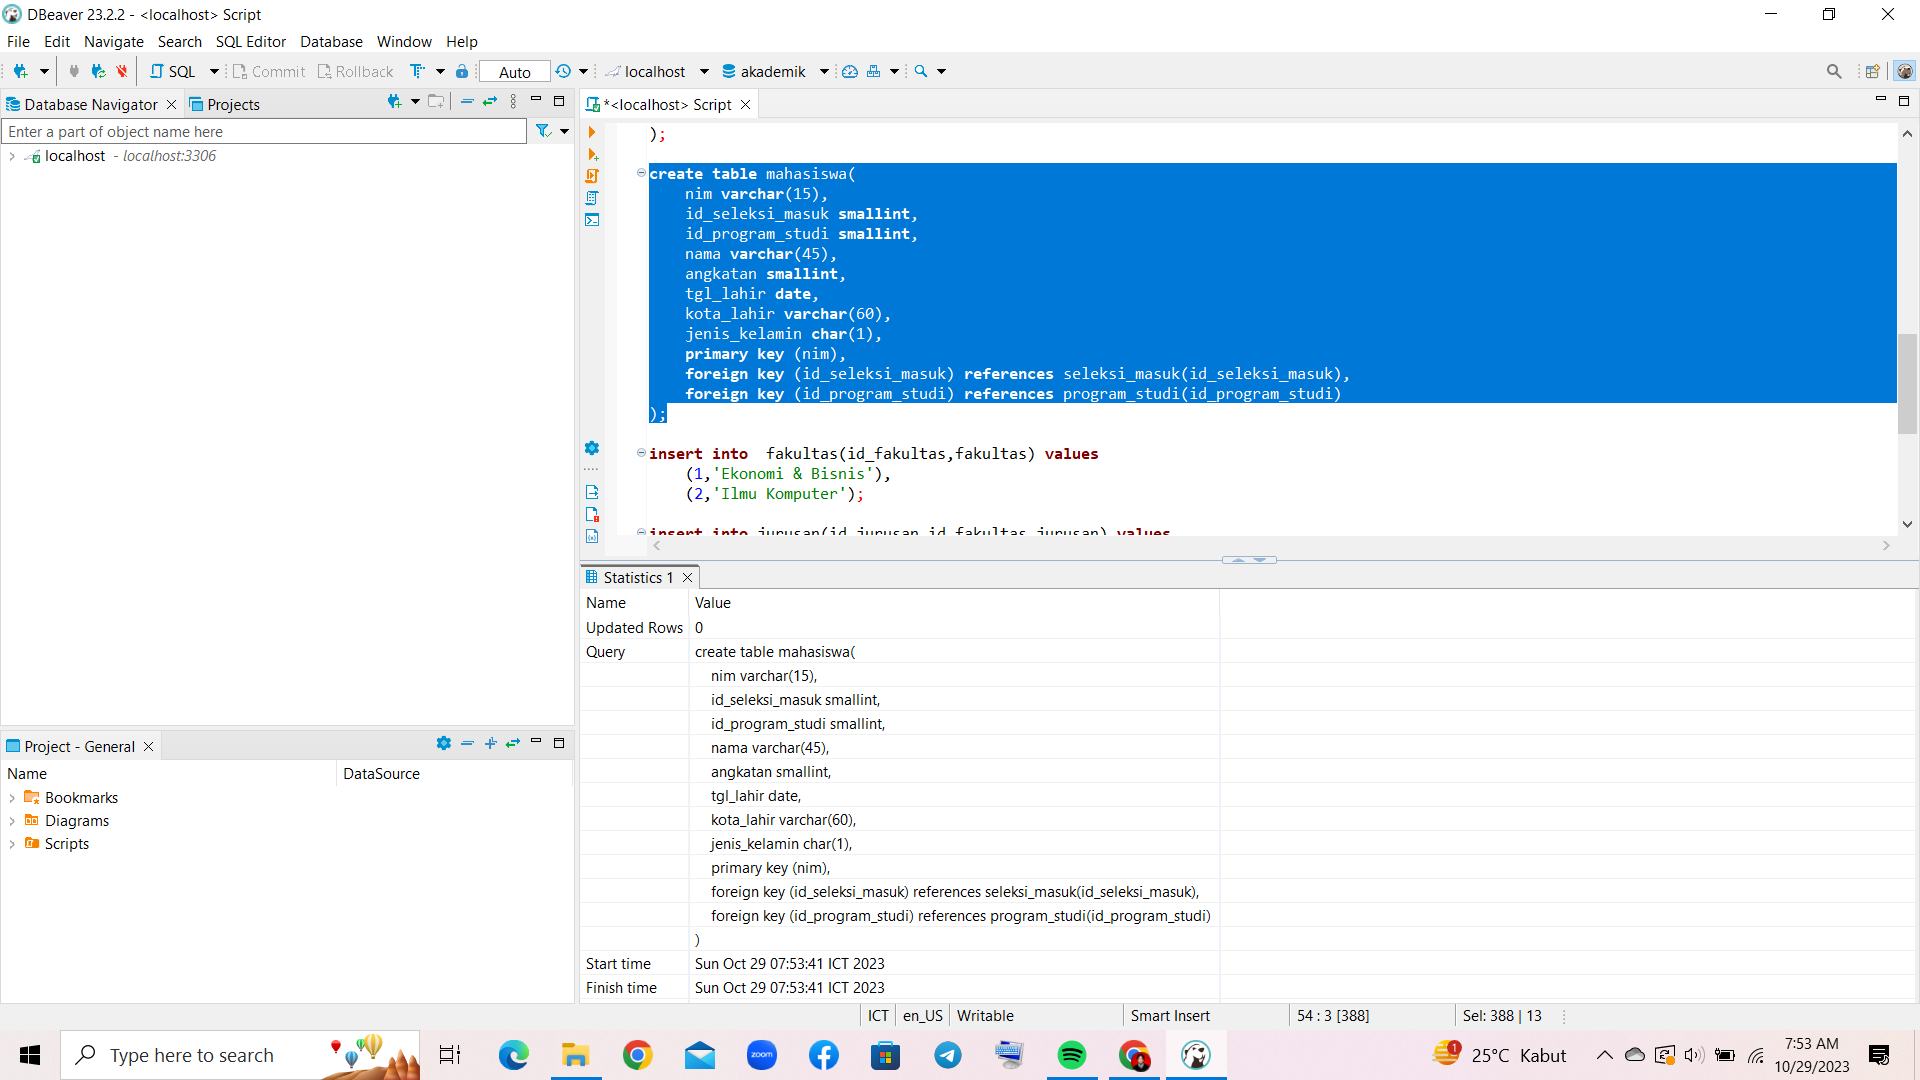 DBeaver 23.2.2 - <localhost> Script
File Edit Navigate Search SQL Editor Database Window Help
SQL Commit Rollback Auto localhost akademik
Database Navigator Projects
*<localhost> Script
Enter a part of object name here
localhost - localhost:3306
);
create table mahasiswa(
nim varchar(15),
id_seleksi_masuk smallint,
id_program_studi smallint,
nama varchar(45),
angkatan smallint,
tgl_lahir date,
kota_lahir varchar(60),
jenis_kelamin char(1),
primary key (nim),
foreign key (id_seleksi_masuk) references seleksi_masuk(id_seleksi_masuk),
foreign key (id_program_studi) references program_studi(id_program_studi)
);
insert into  fakultas(id_fakultas,fakultas) values
(1,'Ekonomi & Bisnis'),
(2,'Ilmu Komputer');
insert into jurusan(id_jurusan,id_fakultas,jurusan) values
Statistics 1
Name Value
Updated Rows 0
Query create table mahasiswa(
nim varchar(15),
id_seleksi_masuk smallint,
id_program_studi smallint,
nama varchar(45),
angkatan smallint,
tgl_lahir date,
kota_lahir varchar(60),
jenis_kelamin char(1),
primary key (nim),
foreign key (id_seleksi_masuk) references seleksi_masuk(id_seleksi_masuk),
foreign key (id_program_studi) references program_studi(id_program_studi)
)
Start time Sun Oct 29 07:53:41 ICT 2023
Finish time Sun Oct 29 07:53:41 ICT 2023
Project - General
Name DataSource
Bookmarks
Diagrams
Scripts
ICT en_US Writable Smart Insert 54 : 3 [388] Sel: 388 | 13
Type here to search
zoom
1
25°C Kabut
7:53 AM
10/29/2023